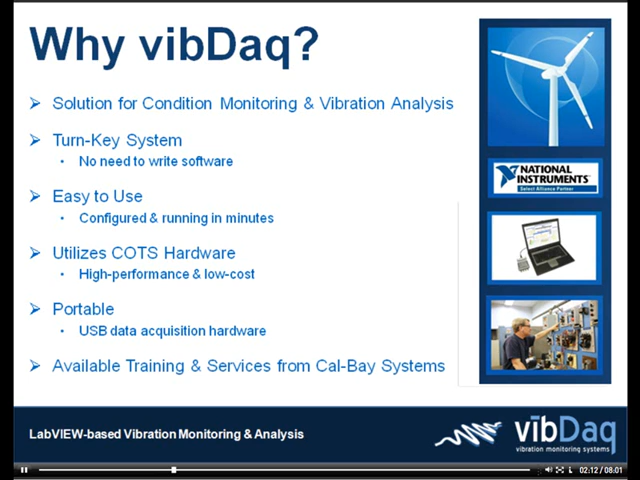 Why vibDaq?
Solution for Condition Monitoring & Vibration Analysis
Turn-Key System
No need to write software
Easy to Use
Configured & running in minutes
Utilizes COTS Hardware
High-performance & low-cost
Portable
USB data acquisition hardware
Available Training & Services from Cal-Bay Systems
NATIONAL
INSTRUMENTS
Select Alliance Partner
LabVIEW-based Vibration Monitoring & Analysis
vibDaq
vibration monitoring systems
02:12 / 08:01